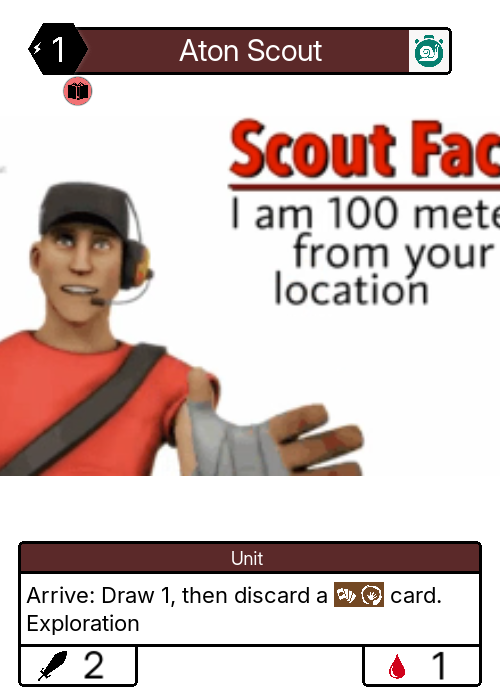 1
Aton Scout
Scout Fac
I am 100 mete
from your
location
Unit
Arrive: Draw 1, then discard a card.
Exploration
2
1